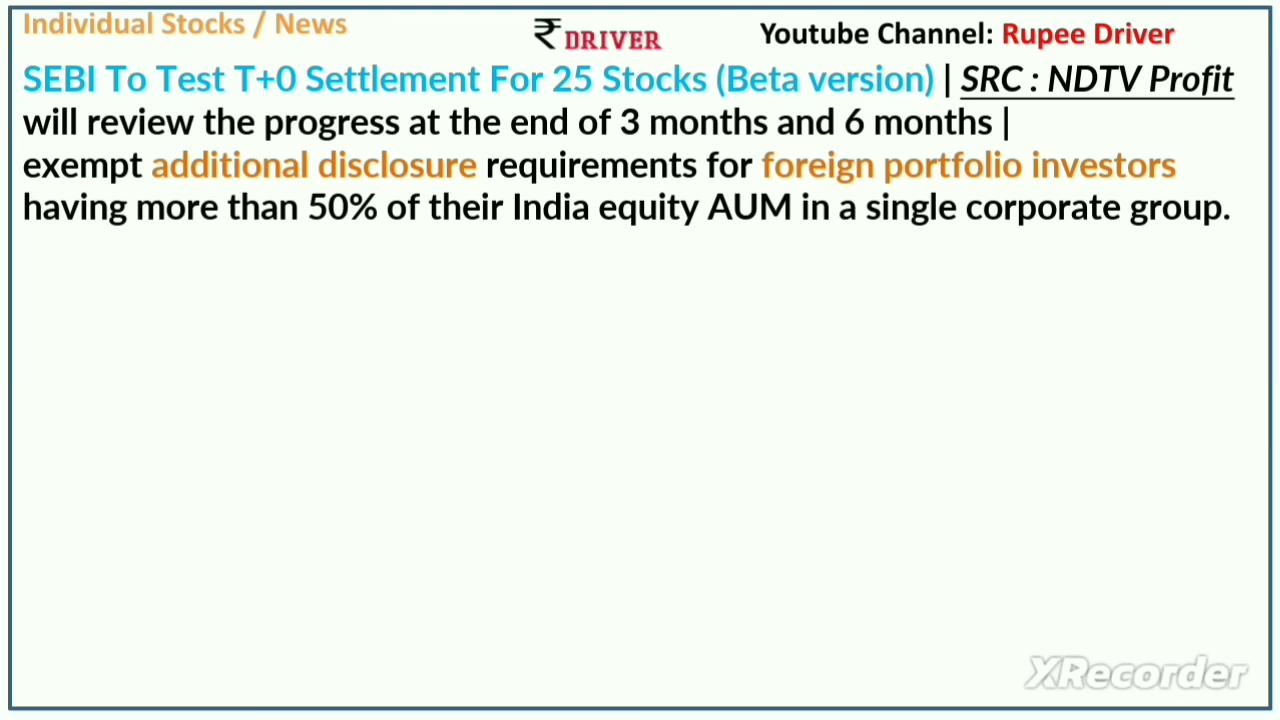 Individual Stocks / News
₹ DRIVER
Youtube Channel: Rupee Driver
SEBI To Test T+0 Settlement For 25 Stocks (Beta version) | SRC : NDTV Profit
will review the progress at the end of 3 months and 6 months |
exempt additional disclosure requirements for foreign portfolio investors
having more than 50% of their India equity AUM in a single corporate group.
XRecorder